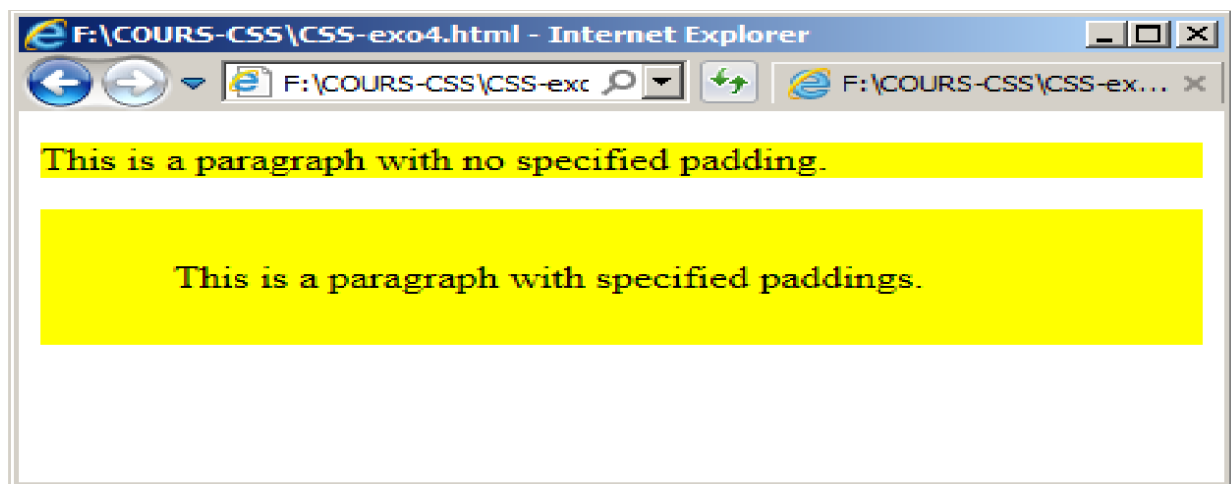 F:\COURS-CSS\CSS-exo4.html - Internet Explorer
F:\COURS-CSS\CSS-exc
F:\COURS-CSS\CSS-ex...
This is a paragraph with no specified padding.
This is a paragraph with specified paddings.